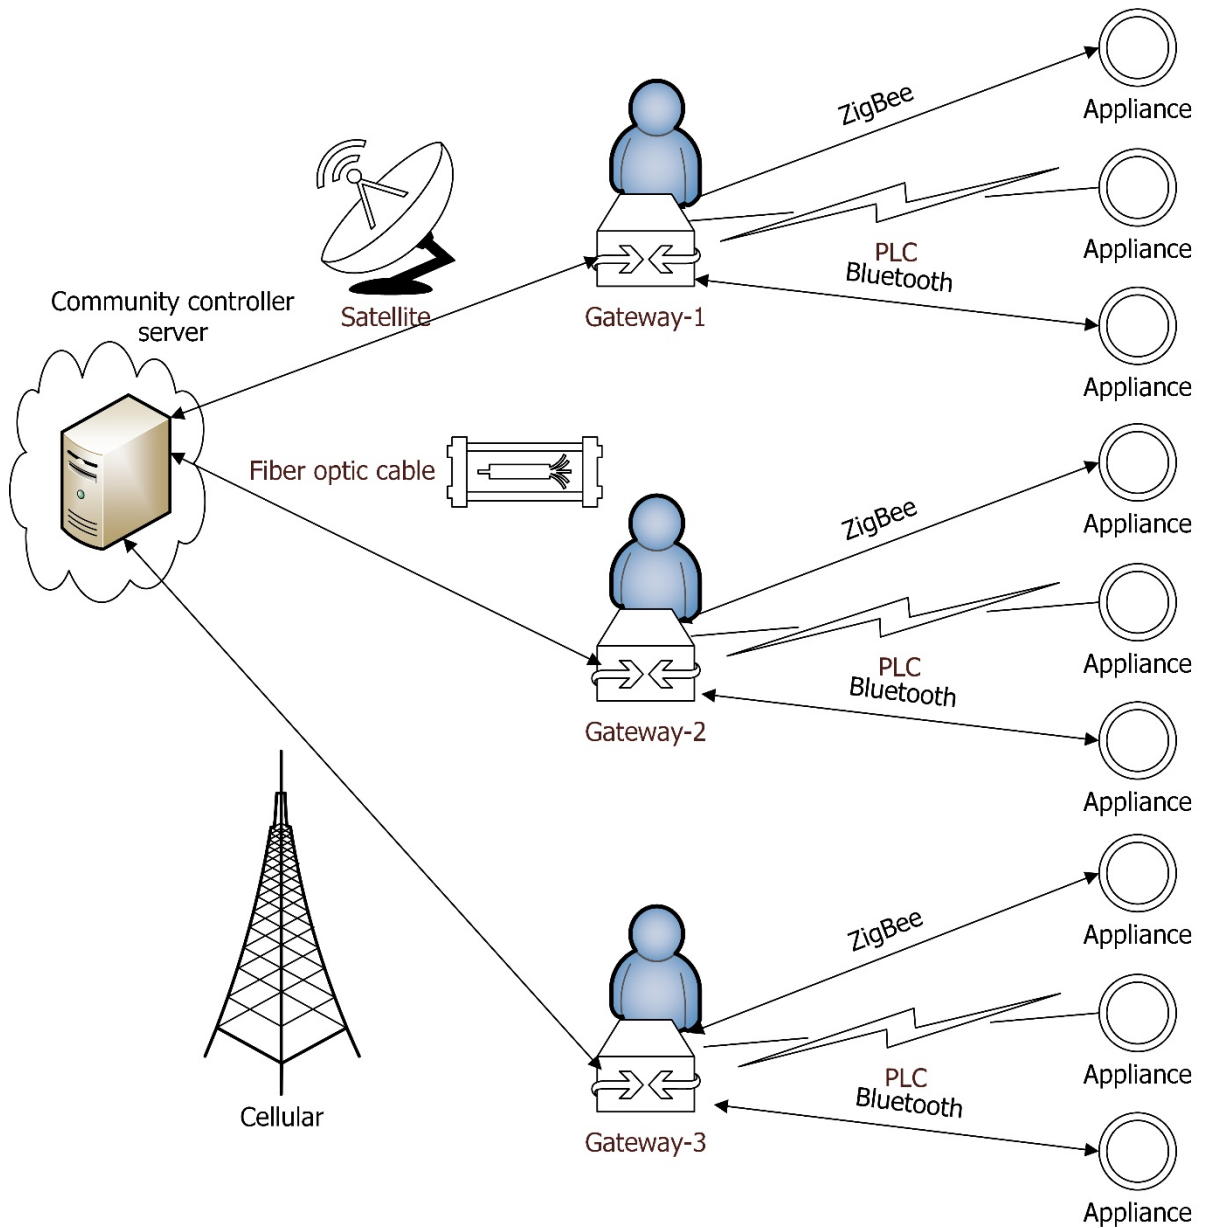 ZigBee
Appliance
PLC
Appliance
Bluetooth
Appliance
Satellite
Gateway-1
Community controller
server
Fiber optic cable
ZigBee
Appliance
PLC
Appliance
Bluetooth
Appliance
Gateway-2
ZigBee
Appliance
PLC
Appliance
Bluetooth
Appliance
Cellular
Gateway-3